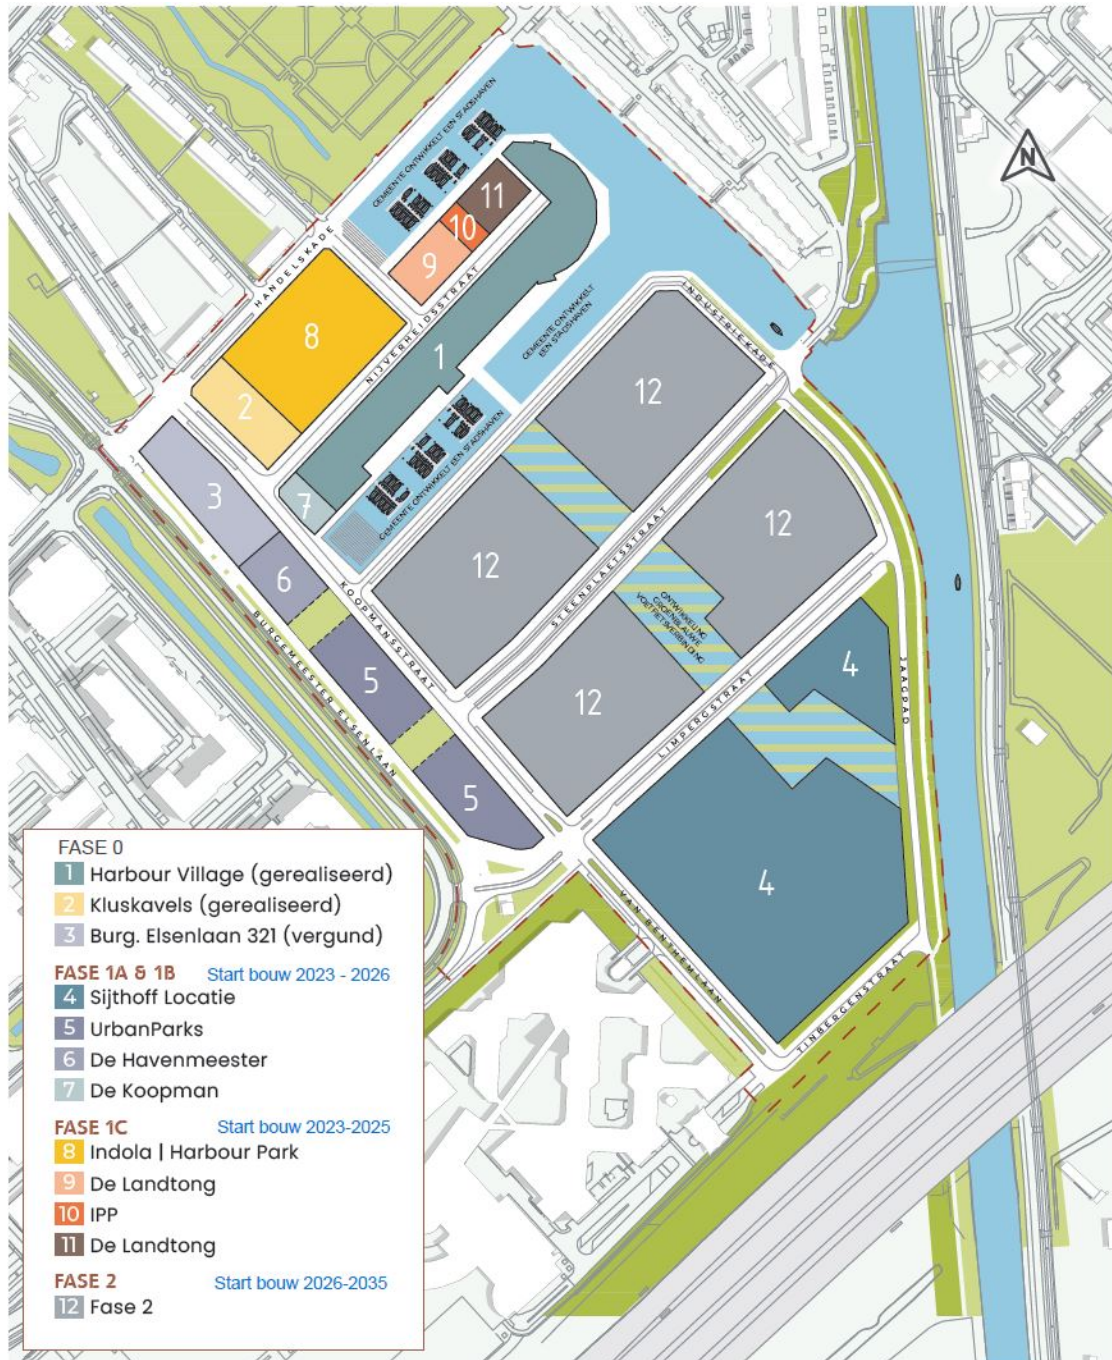 GEMEENTE ONTWIKKELT EEN STADSHAVEN
N
HANDELSKADE
11
10
9
8
NIJVERHEIDSSTRAAT
1
GEMEENTE ONTWIKKELT
EEN STADSHAVEN
INDUSTRIEKADE
2
12
GEMEENTE ONTWIKKELT EEN STADSHAVEN
3
7
12
12
6
KOOPMANSSTRAAT
STEENPLAETSSTRAAT
ONTWIKKELING
GROENBLAUWE
VOETFIETSVERBINDING
BURGEMEESTER ELSENLAAN
5
12
4
JAAGPAD
LIMPERGSTRAAT
5
4
VAN BENTHEMLAAN
TINBERGENSTRAAT
FASE 0
1 Harbour Village (gerealiseerd)
2 Kluskavels (gerealiseerd)
3 Burg. Elsenlaan 321 (vergund)
FASE 1A & 1B Start bouw 2023 - 2026
4 Sijthoff Locatie
5 UrbanParks
6 De Havenmeester
7 De Koopman
FASE 1C Start bouw 2023-2025
8 Indola | Harbour Park
9 De Landtong
10 IPP
11 De Landtong
FASE 2 Start bouw 2026-2035
12 Fase 2